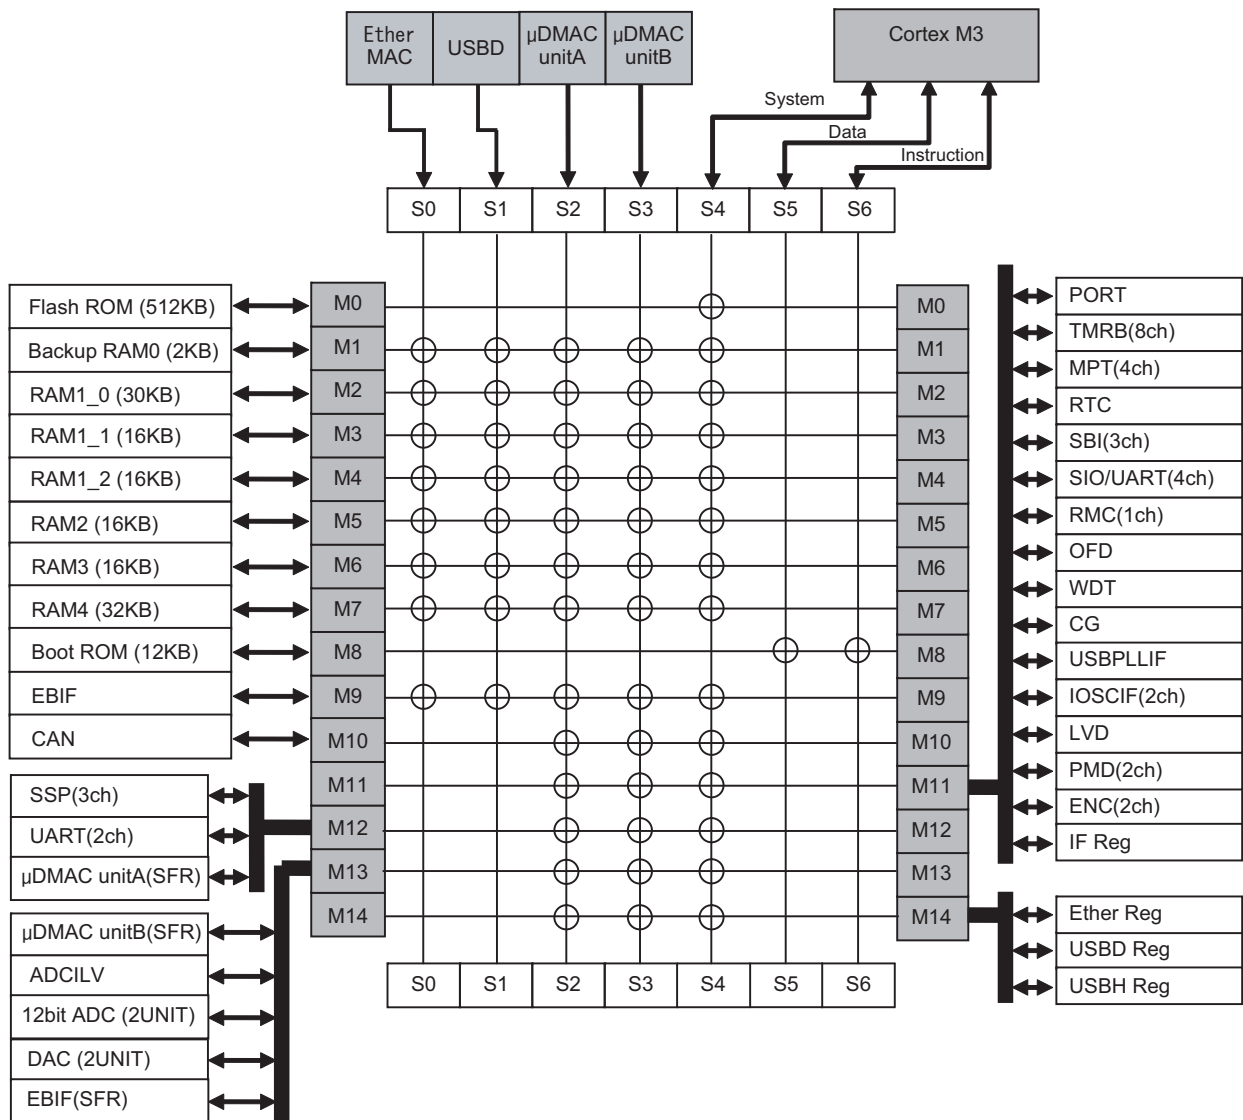 Ether
MAC
USBD
µDMAC
unitA
µDMAC
unitB
Cortex M3
System
Data
Instruction
S0 S1 S2 S3 S4 S5 S6
Flash ROM (512KB)
Backup RAM0 (2KB)
RAM1_0 (30KB)
RAM1_1 (16KB)
RAM1_2 (16KB)
RAM2 (16KB)
RAM3 (16KB)
RAM4 (32KB)
Boot ROM (12KB)
EBIF
CAN
SSP(3ch)
UART(2ch)
µDMAC unitA(SFR)
µDMAC unitB(SFR)
ADCILV
12bit ADC (2UNIT)
DAC (2UNIT)
EBIF(SFR)
M0
M1
M2
M3
M4
M5
M6
M7
M8
M9
M10
M11
M12
M13
M14
M0
M1
M2
M3
M4
M5
M6
M7
M8
M9
M10
M11
M12
M13
M14
PORT
TMRB(8ch)
MPT(4ch)
RTC
SBI(3ch)
SIO/UART(4ch)
RMC(1ch)
OFD
WDT
CG
USBPLLIF
IOSCIF(2ch)
LVD
PMD(2ch)
ENC(2ch)
IF Reg
Ether Reg
USBD Reg
USBH Reg
S0 S1 S2 S3 S4 S5 S6